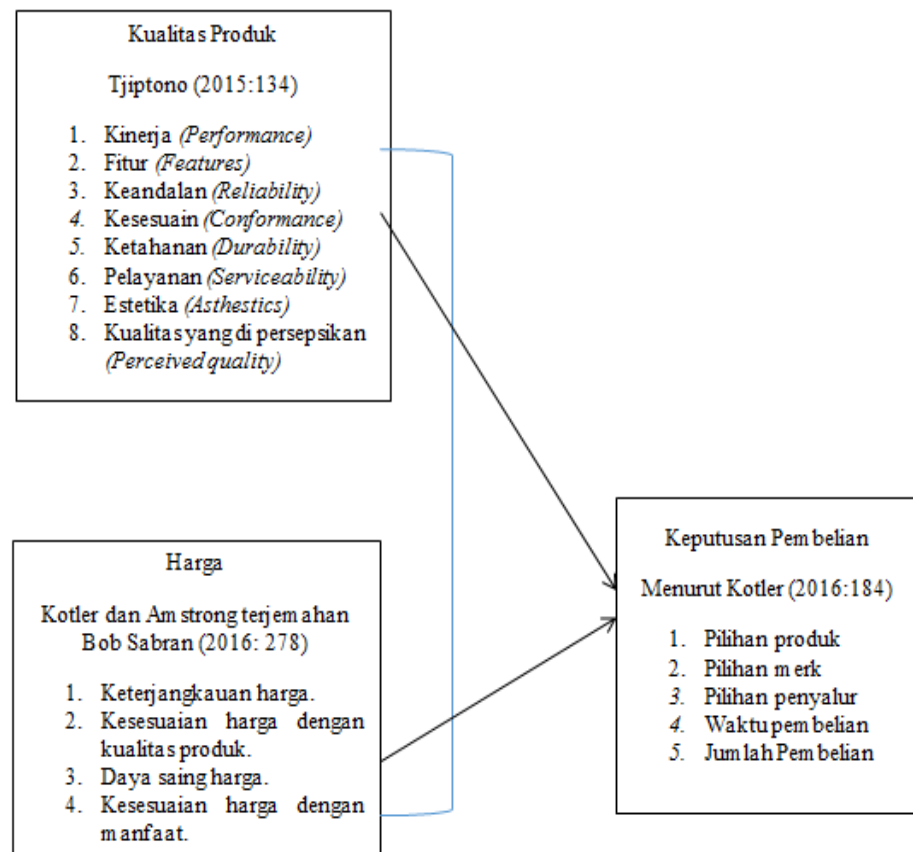 Kualitas Produk
Tjiptono (2015:134)
1. Kinerja (Performance)
2. Fitur (Features)
3. Keandalan (Reliability)
4. Kesesuain (Conformance)
5. Ketahanan (Durability)
6. Pelayanan (Serviceability)
7. Estetika (Asthestics)
8. Kualitas yang di persepsikan
(Perceived quality)
Harga
Kotler dan Amstrong terjemahan
Bob Sabran (2016: 278)
1. Keterjangkauan harga.
2. Kesesuaian harga dengan
kualitas produk.
3. Daya saing harga.
4. Kesesuaian harga dengan
manfaat.
Keputusan Pembelian
Menurut Kotler (2016:184)
1. Pilihan produk
2. Pilihan merk
3. Pilihan penyalur
4. Waktu pembelian
5. Jumlah Pembelian